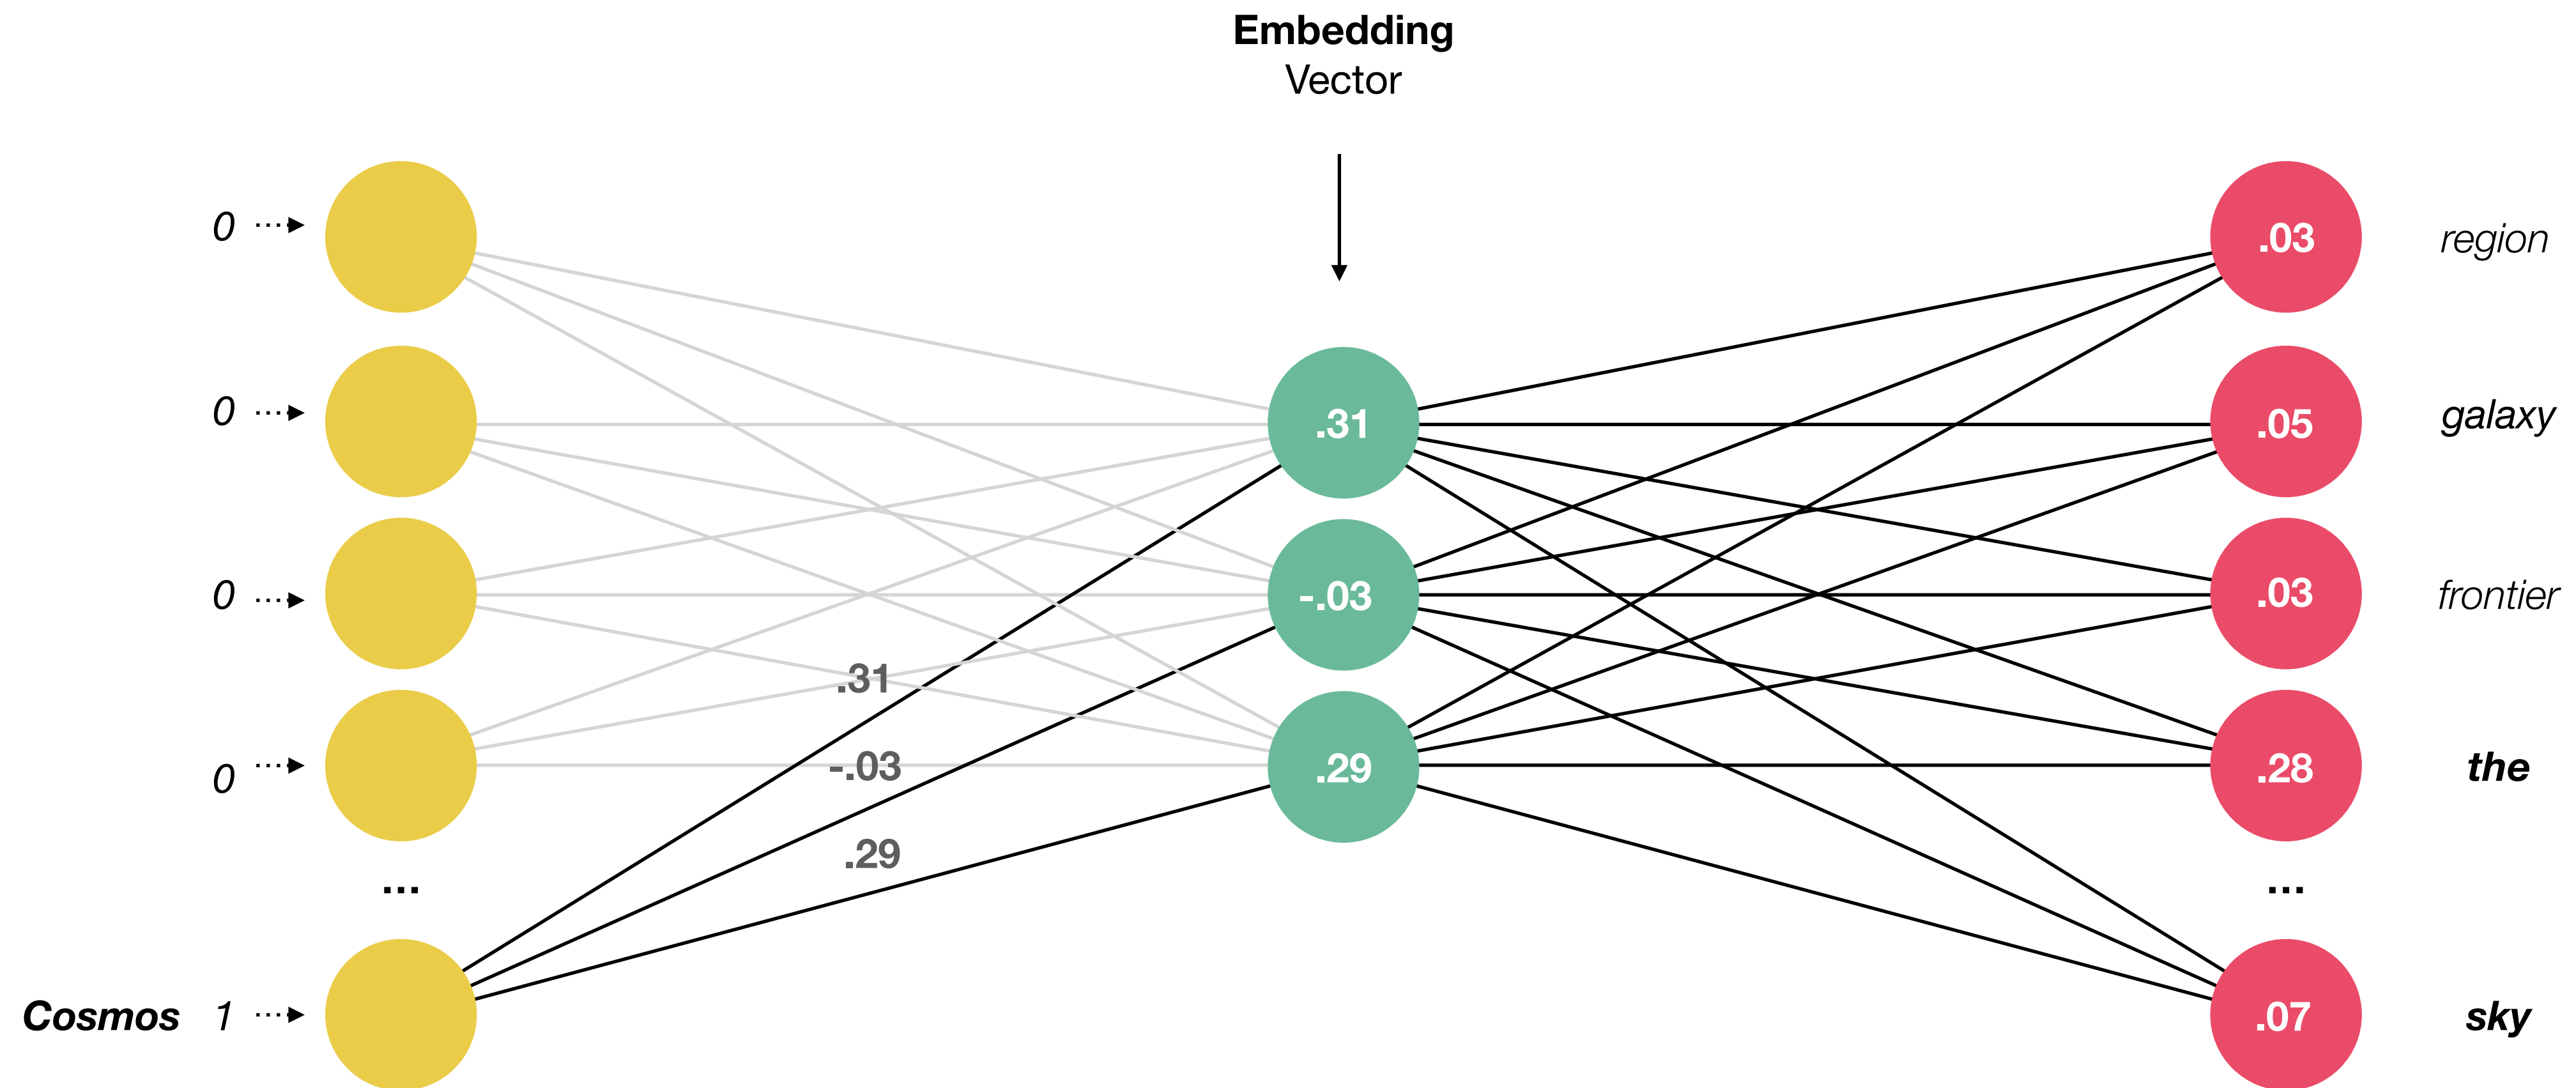 Embedding
Vector
0
.03
region
0
.31
.05
galaxy
0
-.03
.03
frontier
.31
0
-.03
.29
.28
the
.29
...
...
Cosmos 1
.07
sky